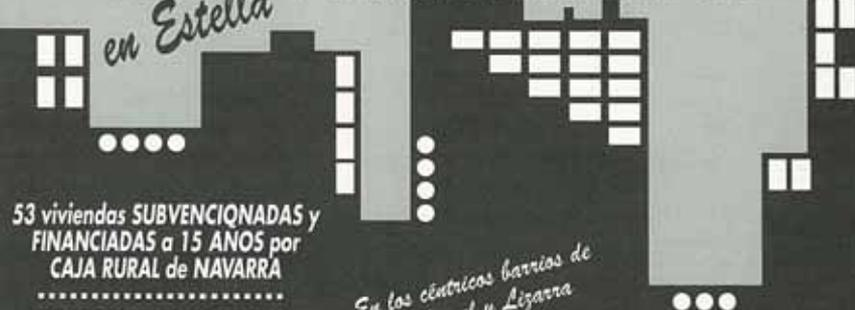 en Estella
53 viviendas SUBVENCIONADAS y
FINANCIADAS a 15 AÑOS por
CAJA RURAL de NAVARRA
En los céntricos barrios de
y Lizarra